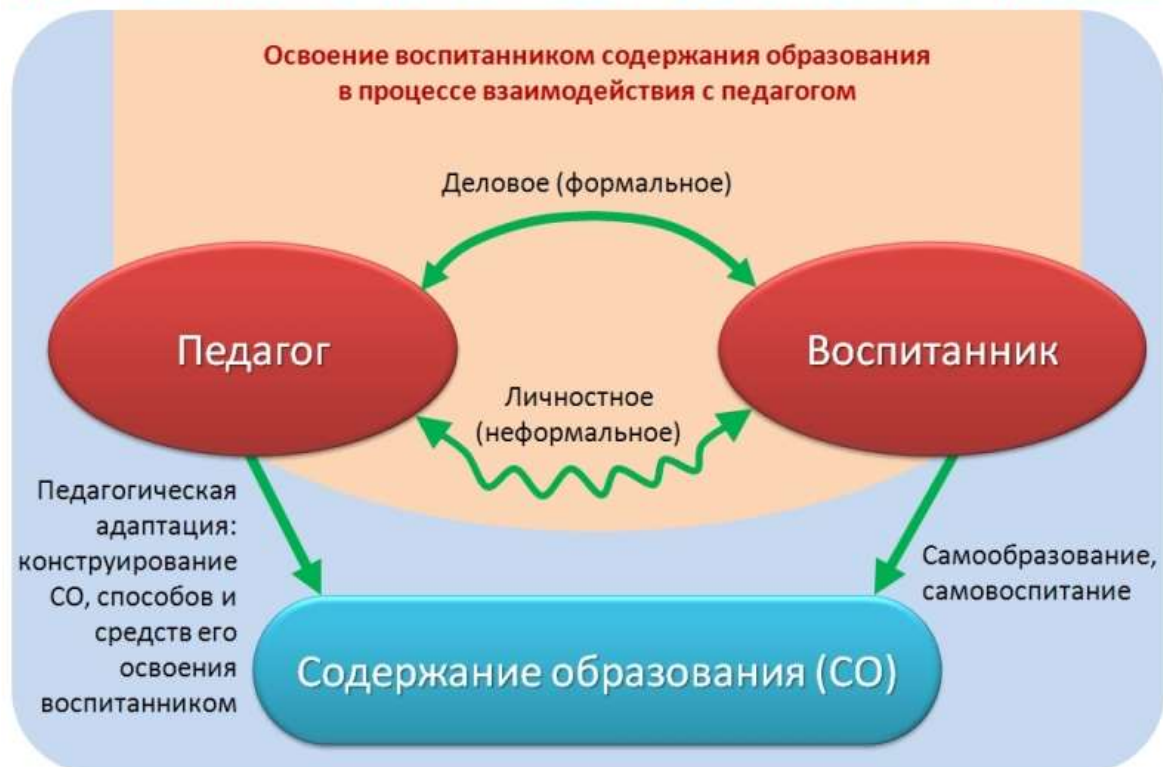 Освоение воспитанником содержания образования
в процессе взаимодействия с педагогом
Деловое (формальное)
Педагог
Воспитанник
Личностное
(неформальное)
Педагогическая
адаптация:
конструирование
СО, способов и
средств его
освоения
воспитанником
Самообразование,
самовоспитание
Содержание образования (СО)